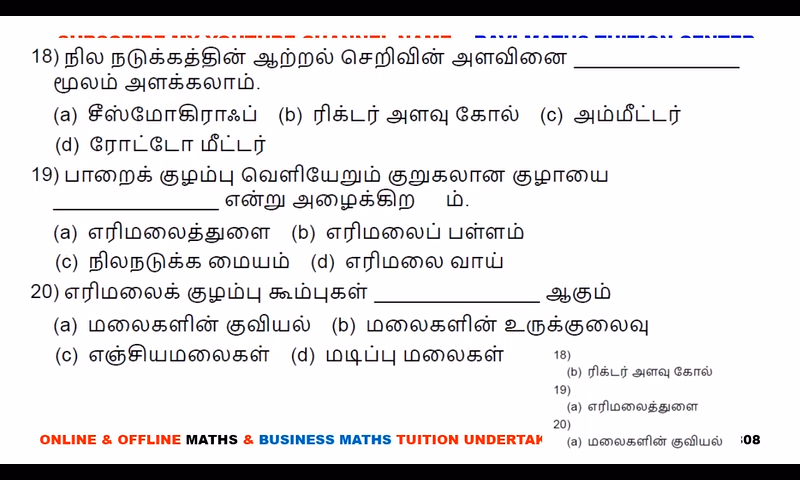 SUBSCRIBE MY YOUTUBE CHANNEL NAME - RAVI MATHS TUITION CENTER
18) நில நடுக்கத்தின் ஆற்றல் செறிவின் அளவினை _______________
மூலம் அளக்கலாம்.
(a) சீஸ்மோகிராஃப் (b) ரிக்டர் அளவு கோல் (c) அம்மீட்டர்
(d) ரோட்டோ மீட்டர்
19) பாறைக் குழம்பு வெளியேறும் குறுகலான குழாயை
_______________ என்று அழைக்கிற ம்.
(a) எரிமலைத்துளை (b) எரிமலைப் பள்ளம்
(c) நிலநடுக்க மையம் (d) எரிமலை வாய்
20) எரிமலைக் குழம்பு கூம்புகள் _______________ ஆகும்
(a) மலைகளின் குவியல் (b) மலைகளின் உருக்குலைவு
(c) எஞ்சியமலைகள் (d) மடிப்பு மலைகள்
18)
(b) ரிக்டர் அளவு கோல்
19)
(a) எரிமலைத்துளை
20)
(a) மலைகளின் குவியல்
ONLINE & OFFLINE MATHS & BUSINESS MATHS TUITION UNDERTAK 308